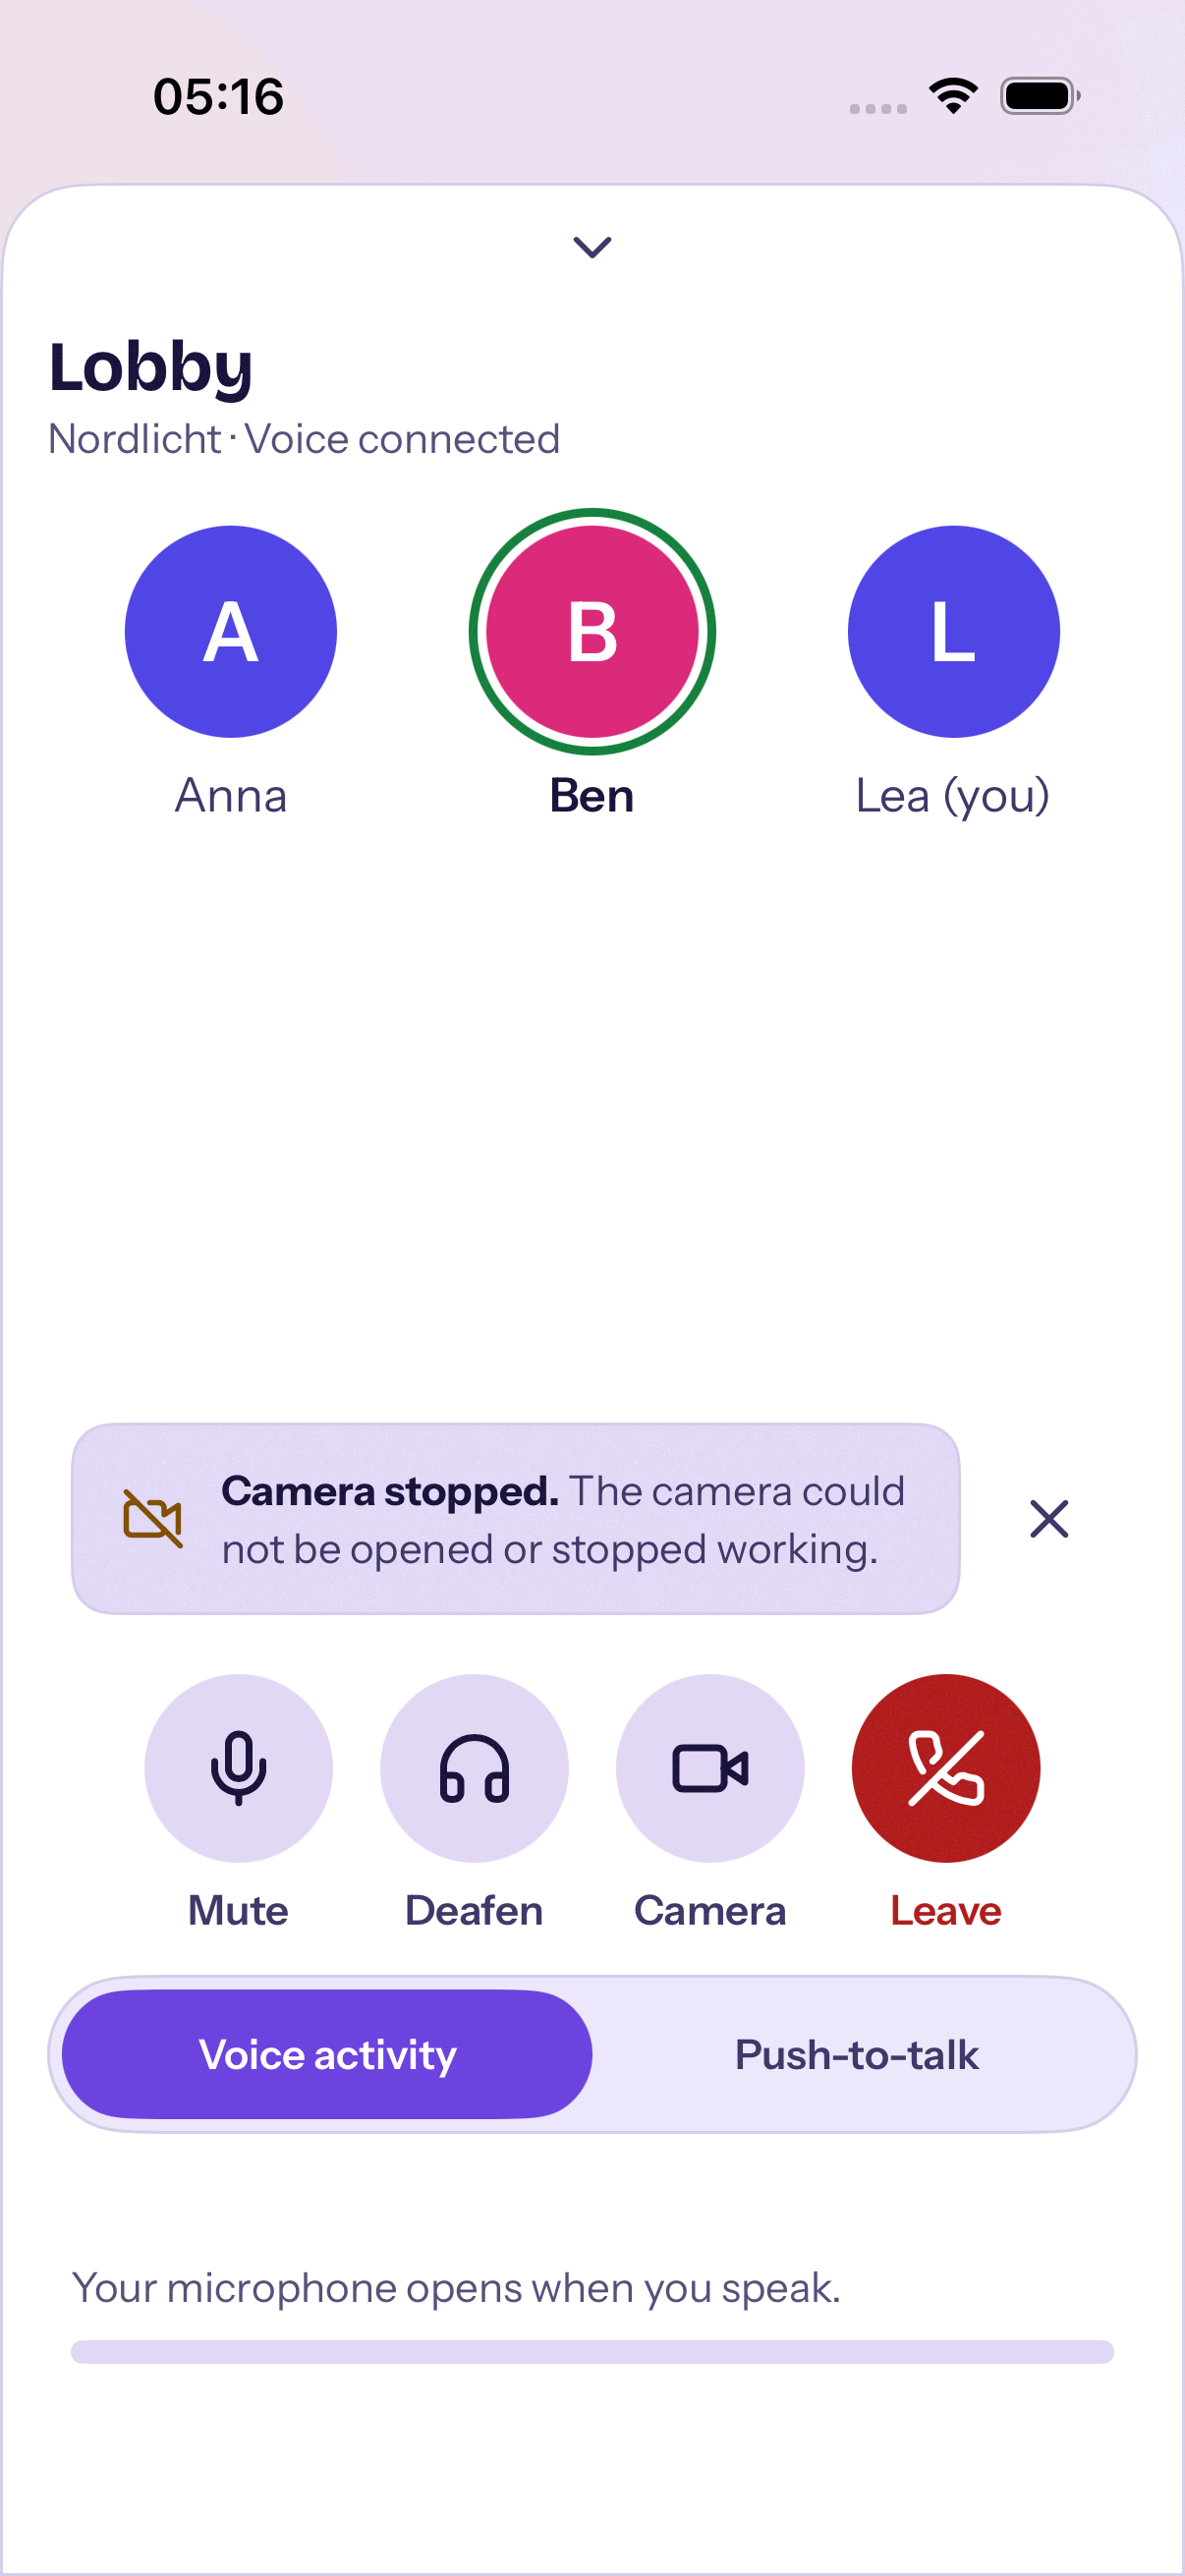 05:16
Lobby
Nordlicht · Voice connected
A
B
L
Anna
Ben
Lea (you)
Camera stopped. The camera could
not be opened or stopped working.
Mute
Deafen
Camera
Leave
Voice activity
Push-to-talk
Your microphone opens when you speak.